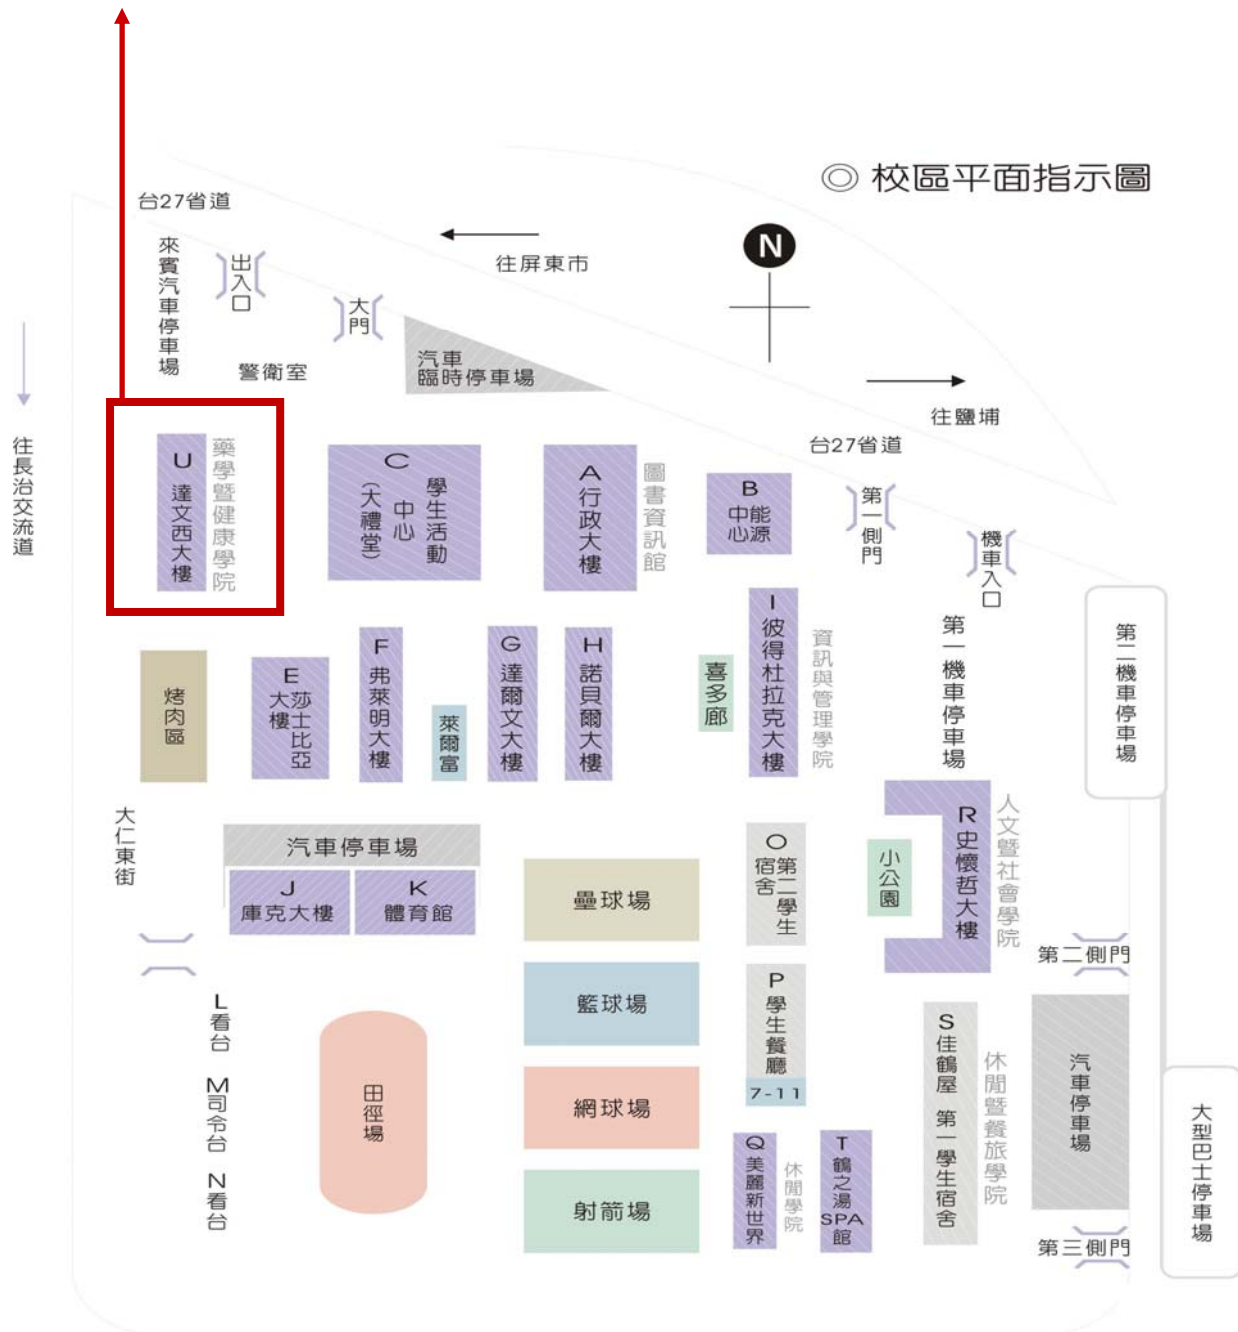 ◎ 校區平面指示圖
台27省道
來賓汽車停車場
出入口
大門
往屏東市
N
警衛室
汽車
臨時停車場
往鹽埔
台27省道
往長治交流道
U 達文西大樓
藥學暨健康學院
C
學生活動
中心
(大禮堂)
A行政大樓
圖書資訊館
B
能源
中心
第一側門
機車入口
第二機車停車場
烤肉區
E
莎士比亞
大樓
F 弗萊明大樓
萊爾富
G達爾文大樓
H諾貝爾大樓
喜多廊
I彼得杜拉克大樓
資訊與管理學院
第一機車停車場
大仁東街
汽車停車場
J
庫克大樓
K
體育館
壘球場
O
第二學生
宿舍
小公園
R史懷哲大樓
人文暨社會學院
第二側門
L看台
M司令台
N看台
田徑場
籃球場
網球場
射箭場
P學生餐廳
7-11
Q美麗新世界
休閒學院
T
鶴之湯
SPA
館
S佳鶴屋 第一學生宿舍
休閒暨餐旅學院
汽車停車場
大型巴士停車場
第三側門